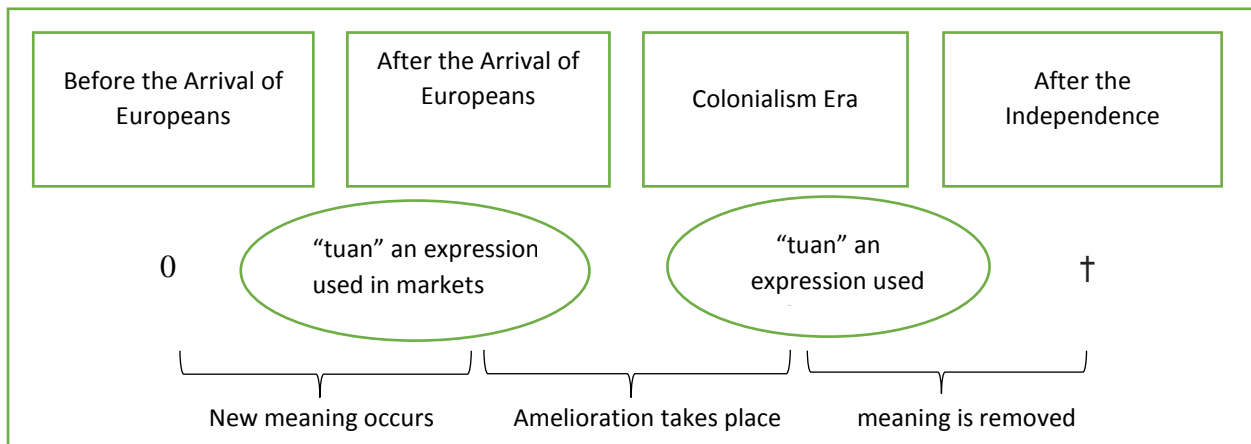 Before the Arrival of
Europeans
After the Arrival of
Europeans
Colonialism Era
After the
Independence
0
“tuan” an expression
used in markets
“tuan” an
expression used
†
New meaning occurs
Amelioration takes place
meaning is removed